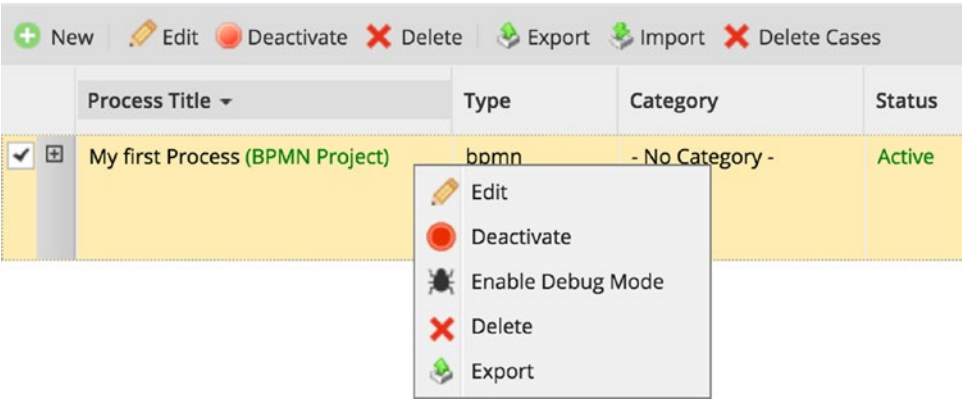 New Edit Deactivate Delete Export Import Delete Cases
Process Title Type Category Status
My first Process (BPMN Project) bpmn - No Category - Active
Edit
Deactivate
Enable Debug Mode
Delete
Export